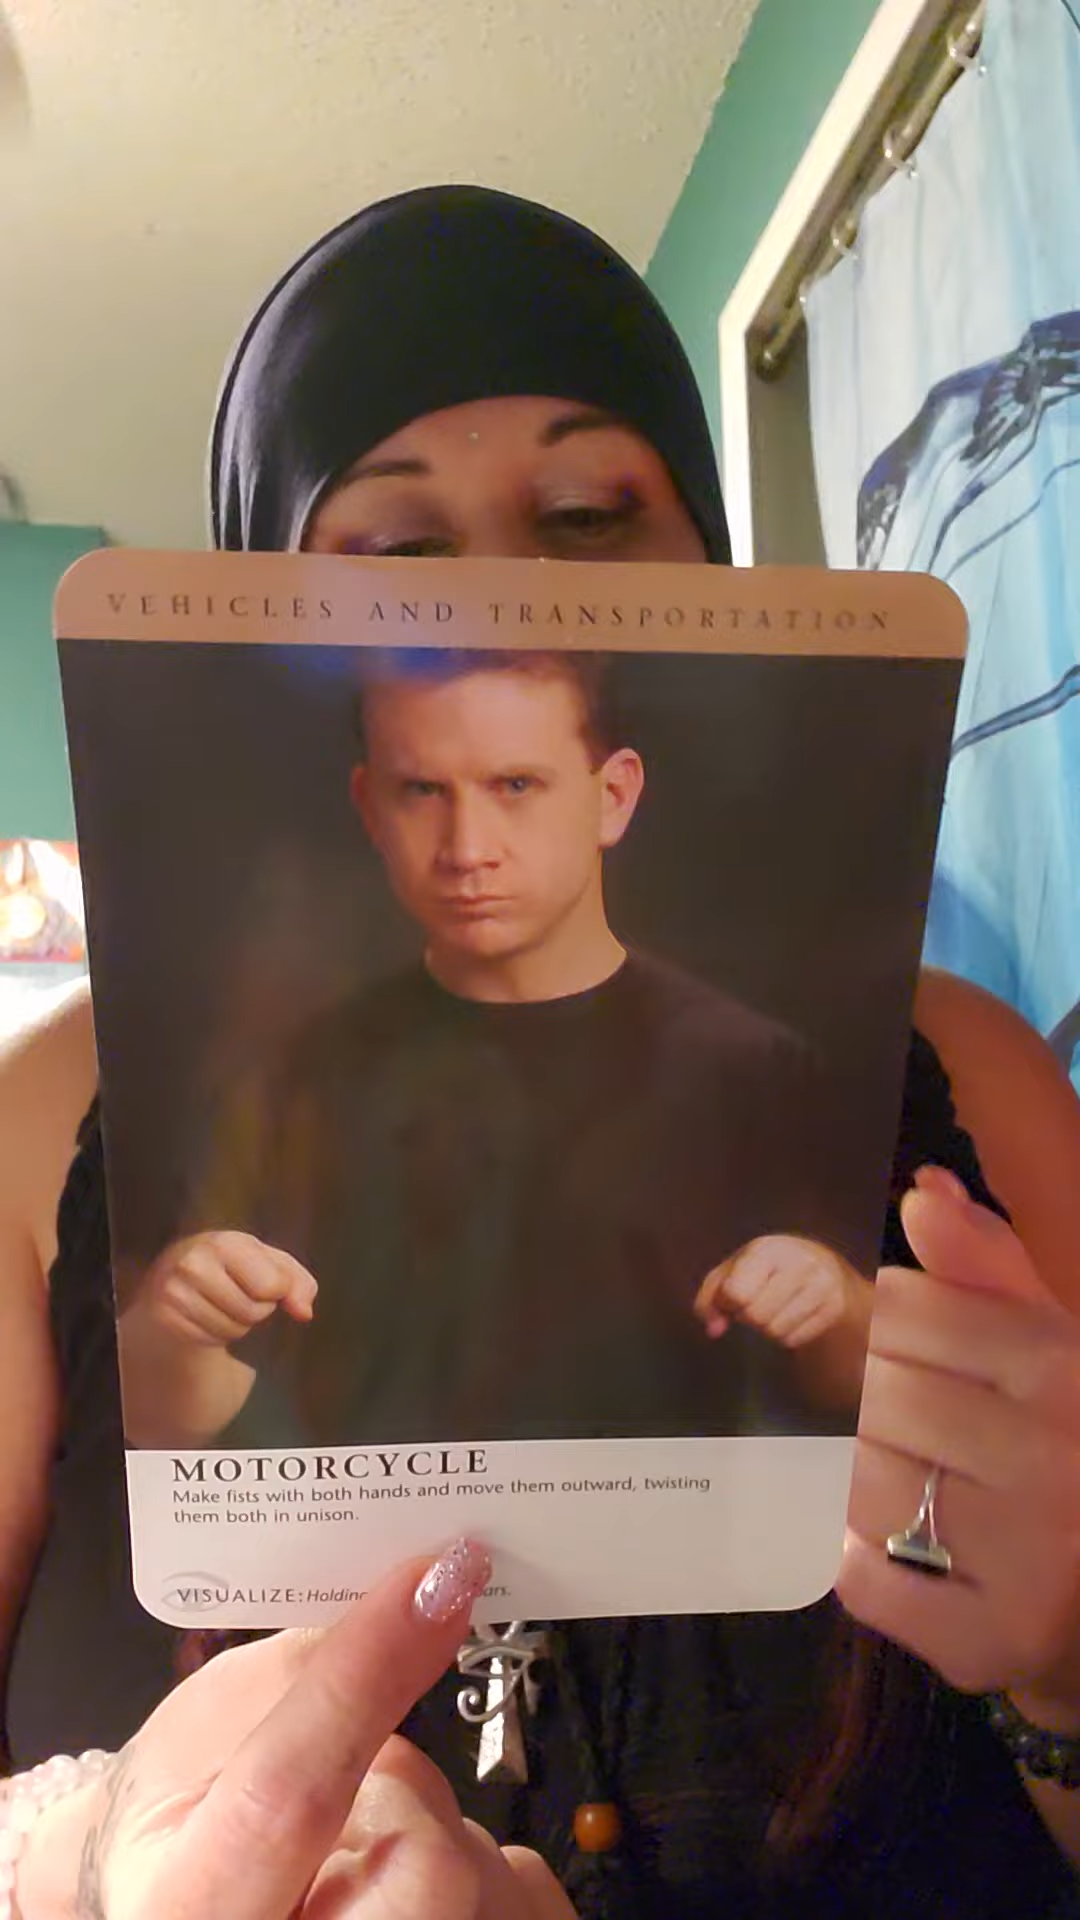 VEHICLES AND TRANSPORTATION
MOTORCYCLE
Make fists with both hands and move them outward, twisting
them both in unison.
VISUALIZE: Holding